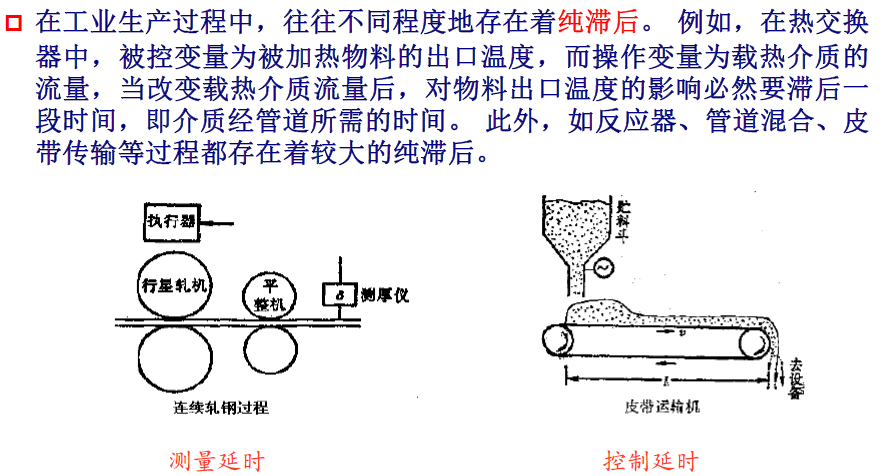 在工业生产过程中，往往不同程度地存在着纯滞后。 例如，在热交换
器中，被控变量为被加热物料的出口温度，而操作变量为载热介质的
流量，当改变载热介质流量后，对物料出口温度的影响必然要滞后一
段时间，即介质经管道所需的时间。 此外，如反应器、管道混合、皮
带传输等过程都存在着较大的纯滞后。
执行器
行星轧机
平
整机
δ
测厚仪
连续轧钢过程
贮料斗
~
v
L
去设备
皮带运输机
测量延时
控制延时